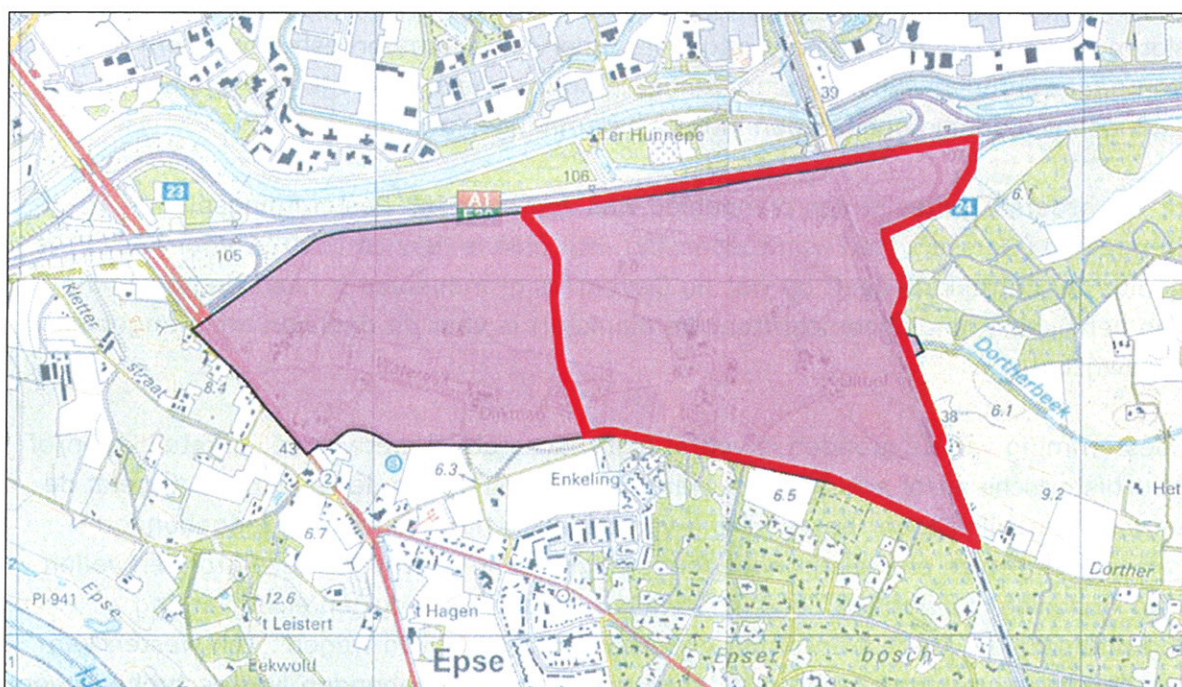 39
Ter Hunnepe
23
106
A1
E30
24
6.1
105
Kletter
straat
8.4
Dortherbeek
6.1
38
43
2
6.3
Enkeling
6.5
9.2
Het
6.7
PI 941
Epse
12.6
't Leistert
't Hagen
Dorther
Eekwold
Epse
Epser bosch